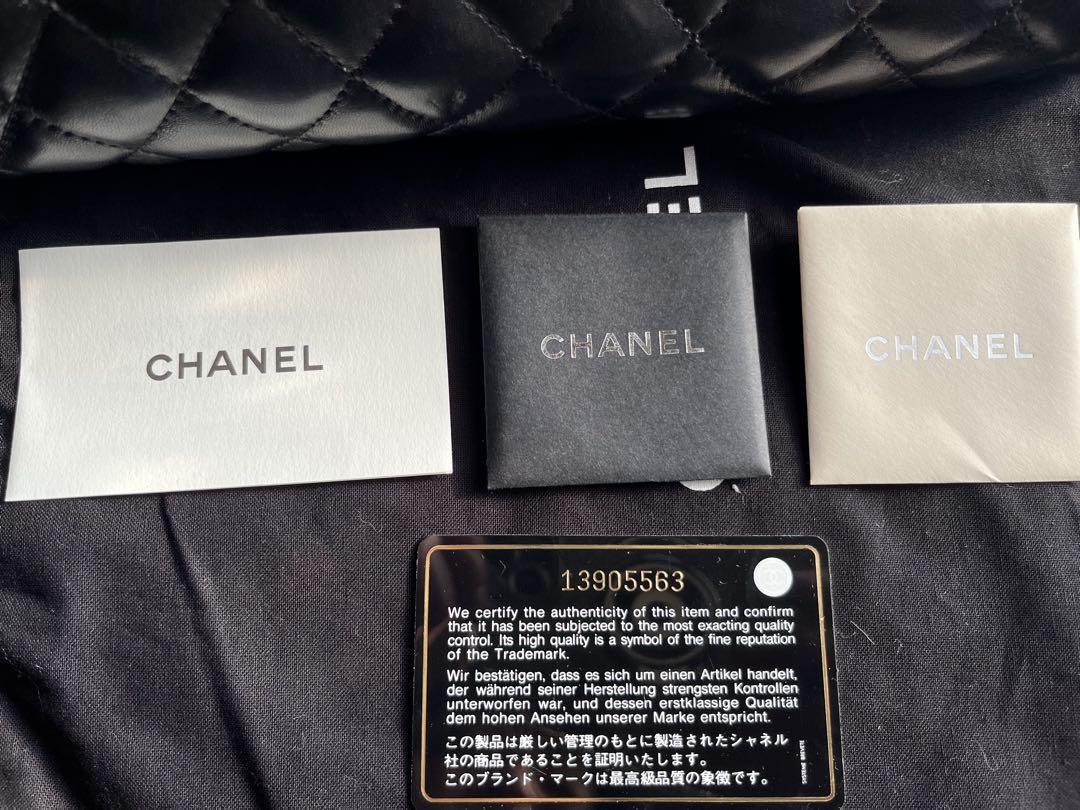 EL
CHANEL
CHANEL
CHANEL
13905563
We certify the authenticity of this item and confirm
that it has been subjected to the most exacting quality
control. Its high quality is a symbol of the fine reputation
of the Trademark.
Wir bestätigen, dass es sich um einen Artikel handelt,
der während seiner Herstellung strengsten Kontrollen
unterworfen war, und dessen erstklassige Qualität
dem hohen Ansehen unserer Marke entspricht.
この製品は厳しい管理のもとに製造されたシャネル
社の商品であることを証明いたします。
このブランド・マークは最高級品質の象徴です。